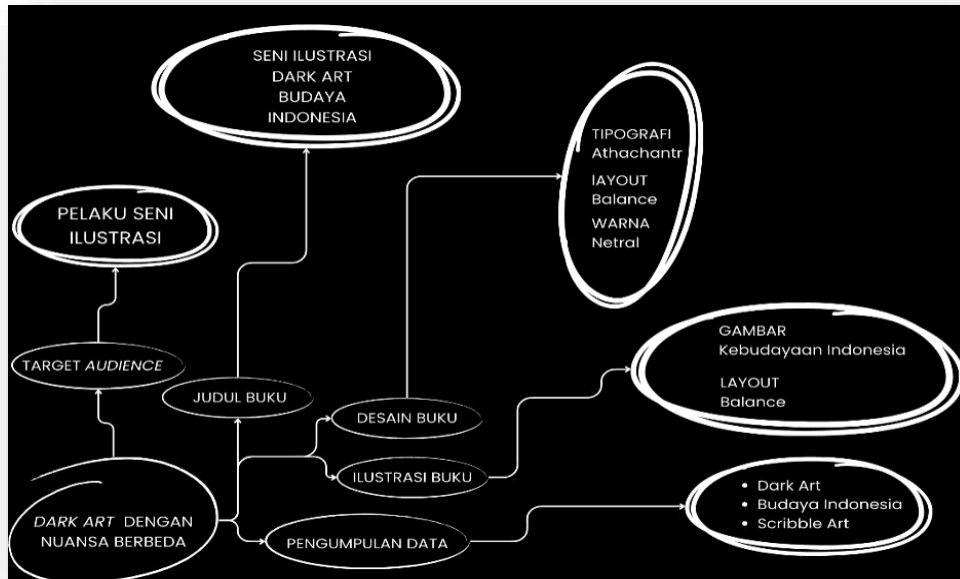 SENI ILUSTRASI
DARK ART
BUDAYA
INDONESIA
TIPOGRAFI
Athachantr
lAYOUT
Balance
WARNA
Netral
PELAKU SENI
ILUSTRASI
GAMBAR
Kebudayaan Indonesia
LAYOUT
Balance
TARGET AUDIENCE
JUDUL BUKU
DESAIN BUKU
ILUSTRASI BUKU
• Dark Art
• Budaya Indonesia
• Scribble Art
DARK ART DENGAN
NUANSA BERBEDA
PENGUMPULAN DATA